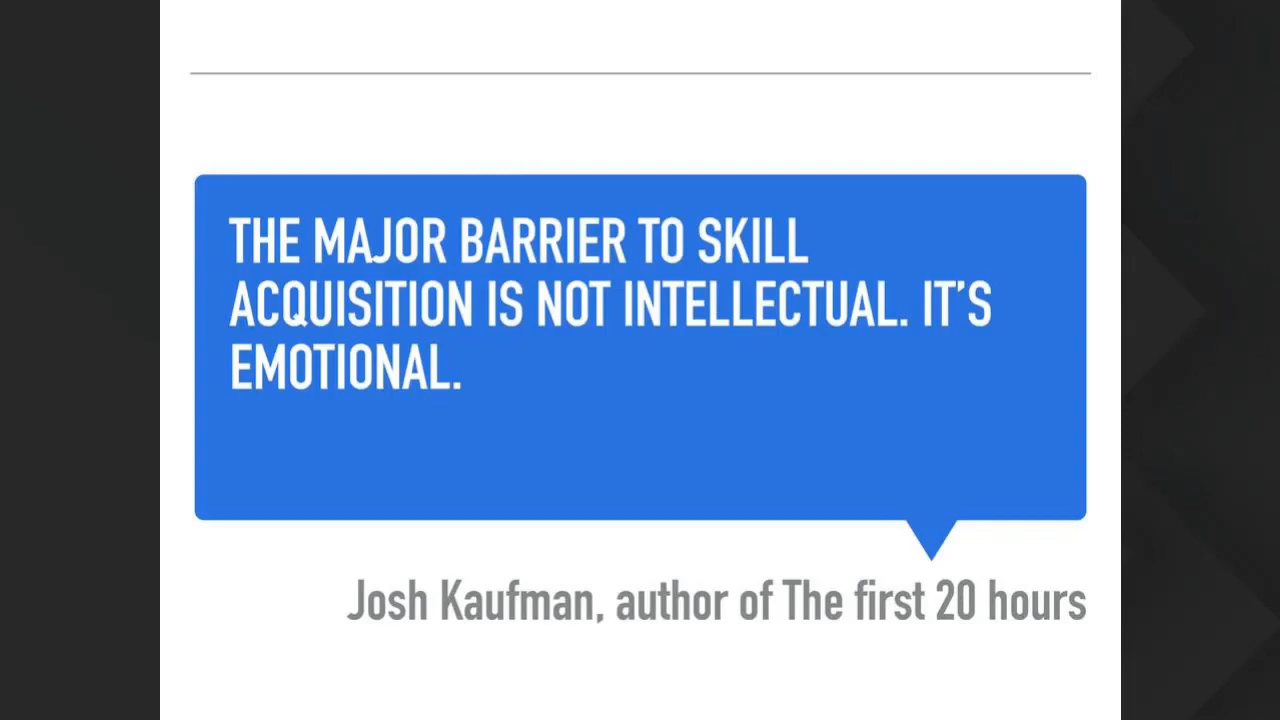 THE MAJOR BARRIER TO SKILL
ACQUISITION IS NOT INTELLECTUAL. IT’S
EMOTIONAL.
Josh Kaufman, author of The first 20 hours